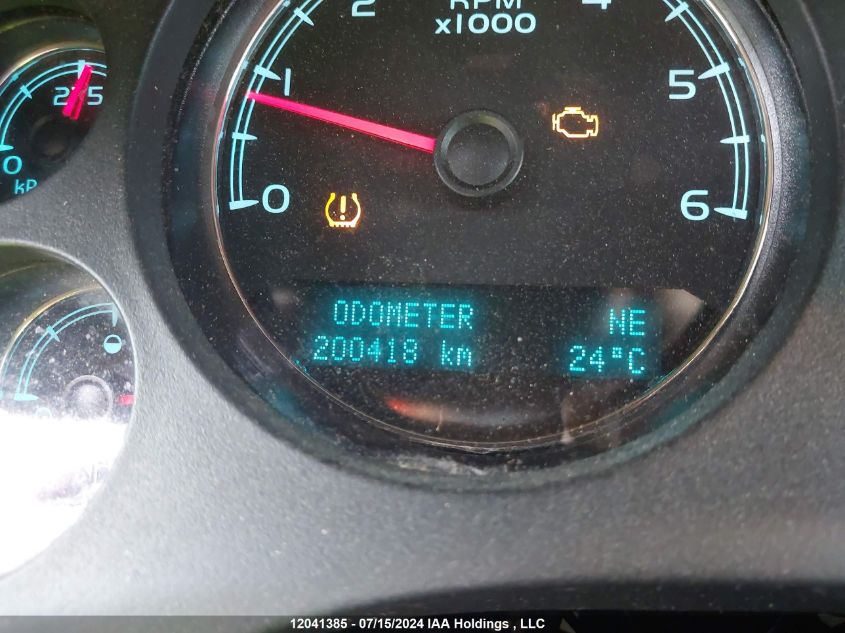 2
RPM
4
x1000
1
5
275
0
kP
0
6
ODOMETER
NE
200418 km
24°C
12041385 - 07/15/2024 IAA Holdings , LLC